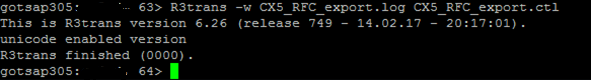 gotsap305: 63> R3trans -w CX5_RFC_export.log CX5_RFC_export.ctl
This is R3trans version 6.26 (release 749 - 14.02.17 - 20:17:01).
unicode enabled version
R3trans finished (0000).
gotsap305: 64>